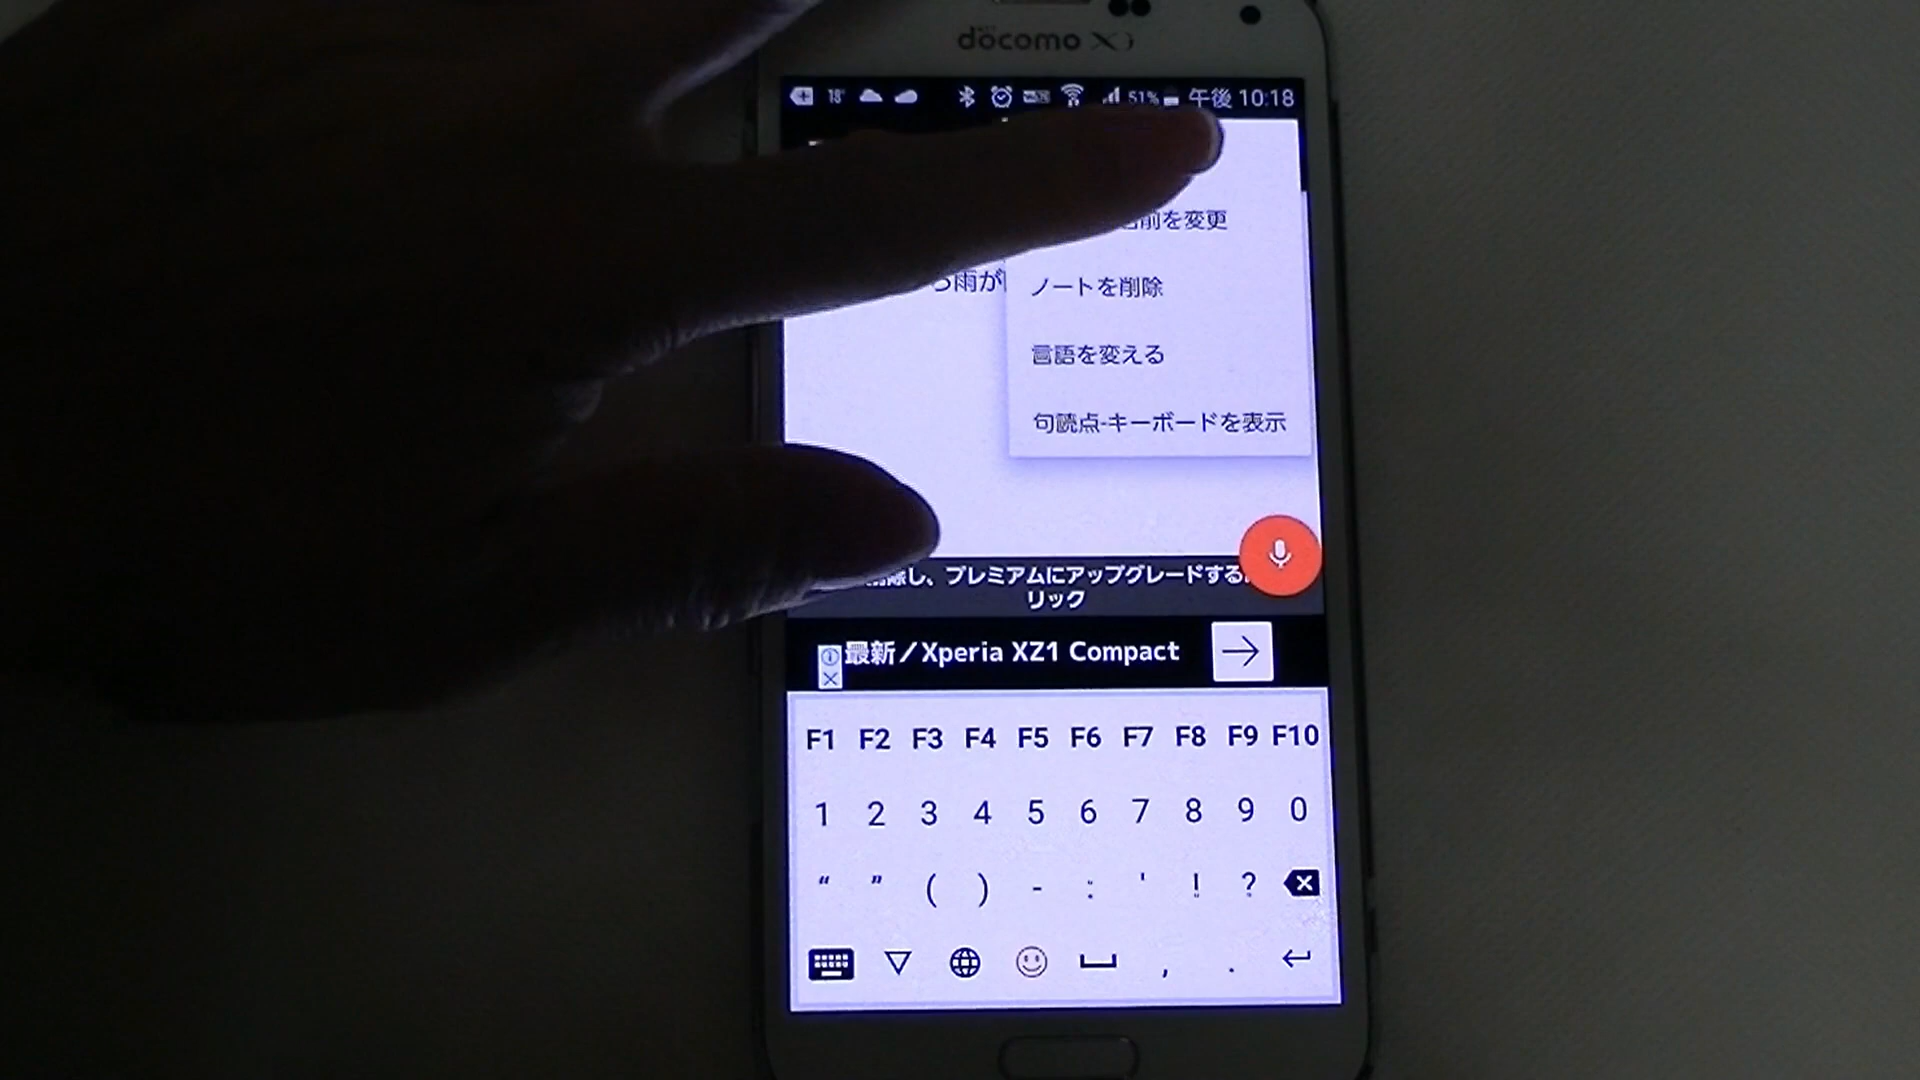 döcomo Xi
18° 51% 午後 10:18
前を変更
雨が
ノートを削除
言語を変える
句読点-キーボードを表示
し、プレミアムにアップグレードする
リック
最新／Xperia XZ1 Compact
F1 F2 F3 F4 F5 F6 F7 F8 F9 F10
1 2 3 4 5 6 7 8 9 0
“ ” ( ) - : ' ! ?
, .